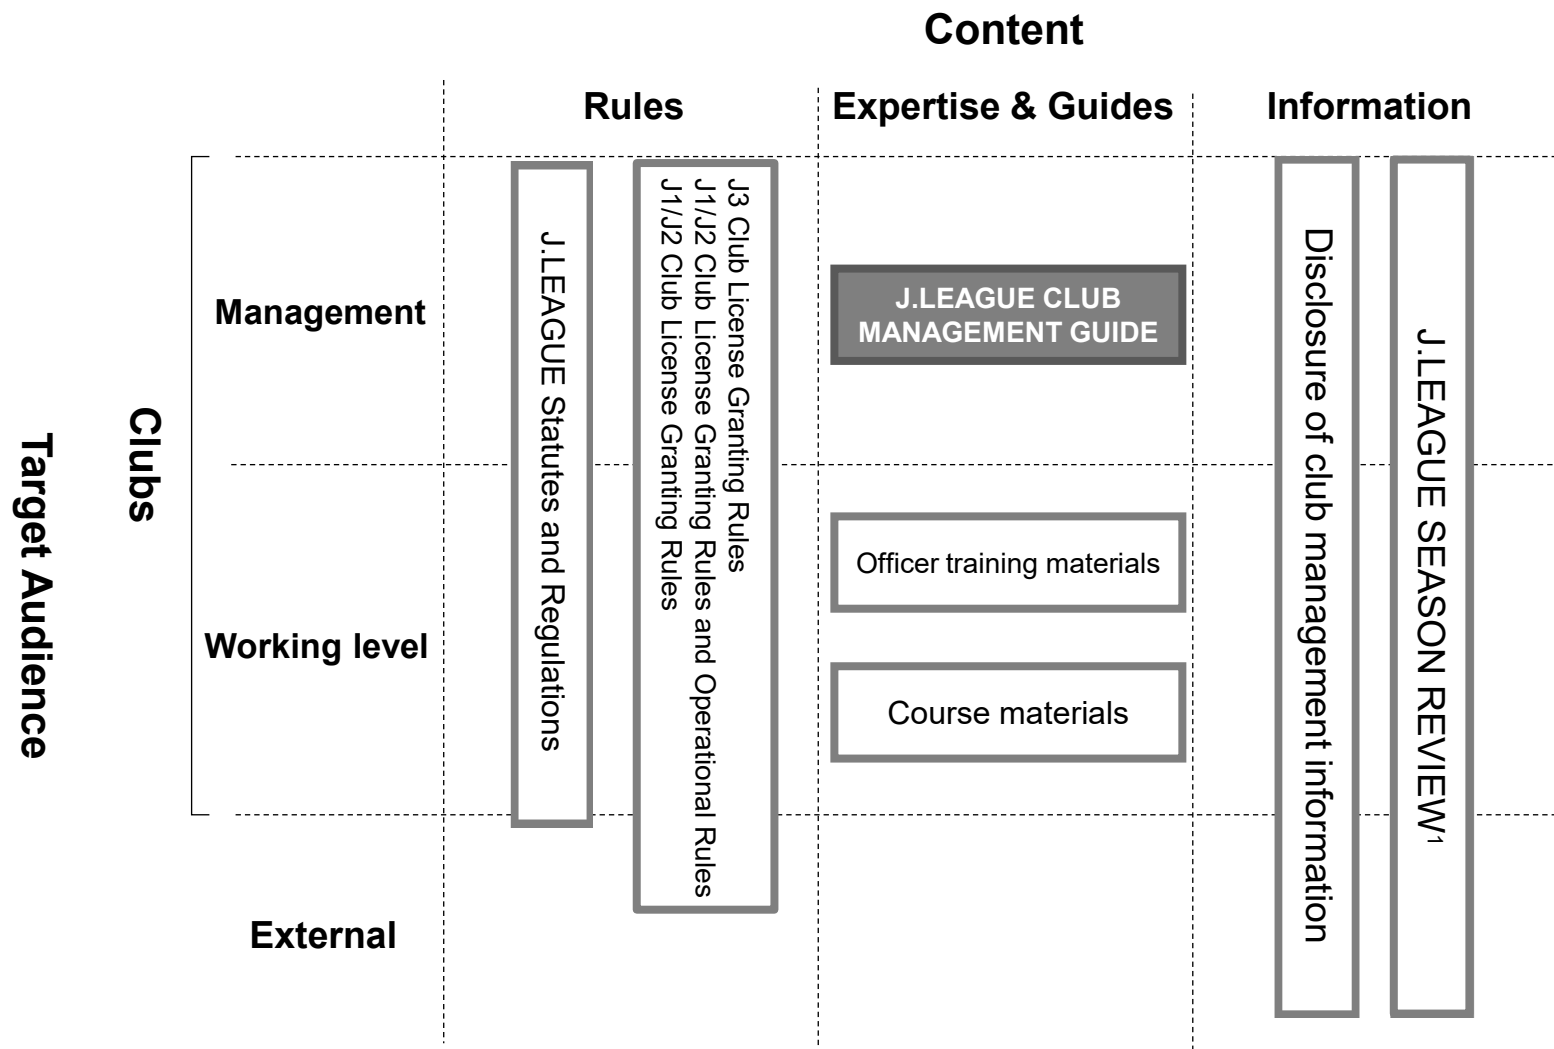 Content
Rules
Expertise & Guides
Information
Target Audience
Clubs
Management
Working level
External
J.LEAGUE Statutes and Regulations
J3 Club License Granting Rules
J1/J2 Club License Granting Rules and Operational Rules
J1/J2 Club License Granting Rules
J.LEAGUE CLUB
MANAGEMENT GUIDE
Officer training materials
Course materials
Disclosure of club management information
J.LEAGUE SEASON REVIEW¹